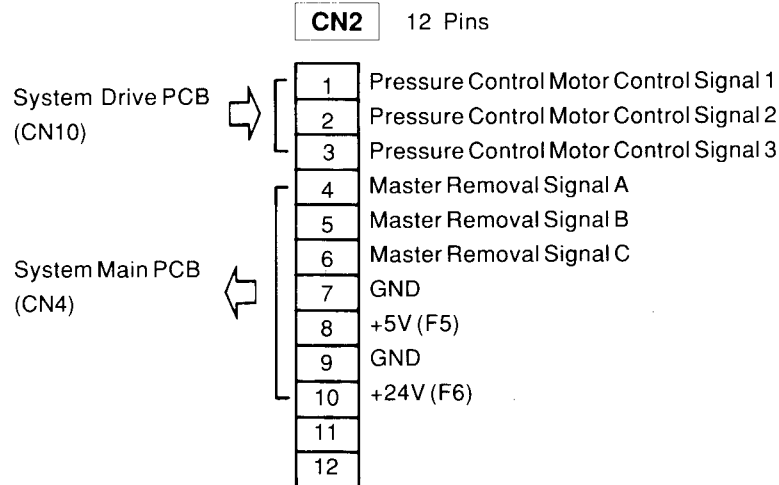 CN2 12 Pins
System Drive PCB
(CN10)
1 Pressure Control Motor Control Signal 1
2 Pressure Control Motor Control Signal 2
3 Pressure Control Motor Control Signal 3
System Main PCB
(CN4)
4 Master Removal Signal A
5 Master Removal Signal B
6 Master Removal Signal C
7 GND
8 +5V (F5)
9 GND
10 +24V (F6)
11
12